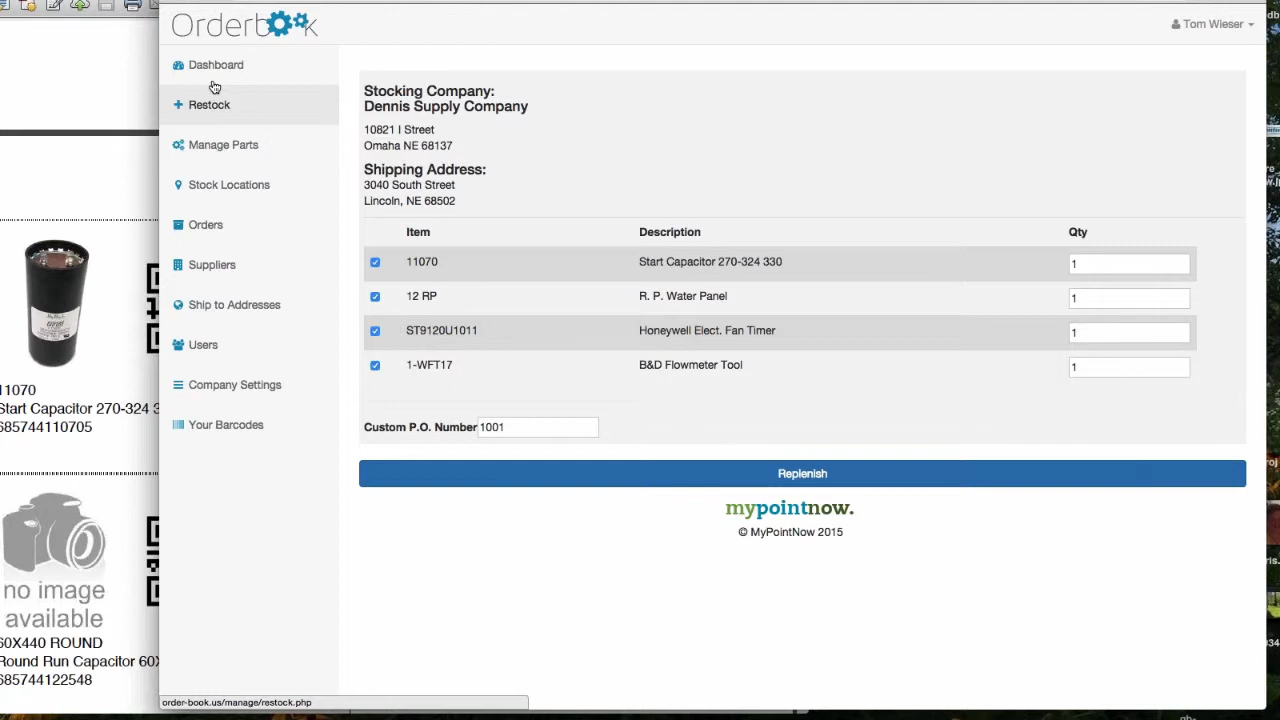 Orderbook
Tom Wieser
Dashboard
Restock
Manage Parts
Stock Locations
Orders
Suppliers
Ship to Addresses
Users
Company Settings
Your Barcodes
Stocking Company:
Dennis Supply Company
10821 I Street
Omaha NE 68137
Shipping Address:
3040 South Street
Lincoln, NE 68502
Item Description Qty
11070 Start Capacitor 270-324 330 1
12 RP R. P. Water Panel 1
ST9120U1011 Honeywell Elect. Fan Timer 1
1-WFT17 B&D Flowmeter Tool 1
Custom P.O. Number 1001
Replenish
mypointnow.
© MyPointNow 2015
11070
Start Capacitor 270-324 3
685744110705
no image
available
60X440 ROUND
Round Run Capacitor 60X
685744122548
order-book.us/manage/restock.php